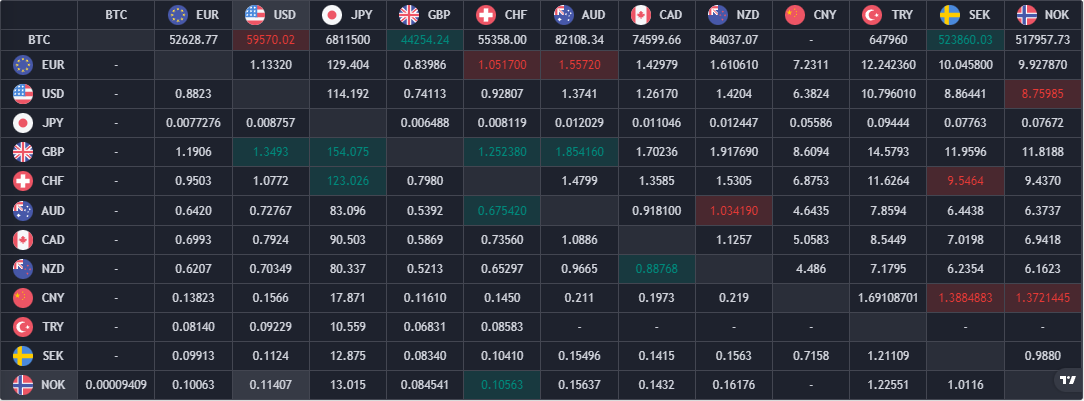 BTC EUR USD JPY GBP CHF AUD CAD NZD CNY TRY SEK NOK
BTC 52628.77 59570.02 6811500 44254.24 55358.00 82108.34 74599.66 84037.07 - 647960 523860.03 517957.73
EUR - 1.13320 129.404 0.83986 1.051700 1.55720 1.42979 1.610610 7.2311 12.242360 10.045800 9.927870
USD - 0.8823 114.192 0.74113 0.92807 1.3741 1.26170 1.4204 6.3824 10.796010 8.86441 8.75985
JPY - 0.0077276 0.008757 0.006488 0.008119 0.012029 0.011046 0.012447 0.05586 0.09444 0.07763 0.07672
GBP - 1.1906 1.3493 154.075 1.252380 1.854160 1.70236 1.917690 8.6094 14.5793 11.9596 11.8188
CHF - 0.9503 1.0772 123.026 0.7980 1.4799 1.3585 1.5305 6.8753 11.6264 9.5464 9.4370
AUD - 0.6420 0.72767 83.096 0.5392 0.675420 0.918100 1.034190 4.6435 7.8594 6.4438 6.3737
CAD - 0.6993 0.7924 90.503 0.5869 0.73560 1.0886 1.1257 5.0583 8.5449 7.0198 6.9418
NZD - 0.6207 0.70349 80.337 0.5213 0.65297 0.9665 0.88768 4.486 7.1795 6.2354 6.1623
CNY - 0.13823 0.1566 17.871 0.11610 0.1450 0.211 0.1973 0.219 1.69108701 1.3884883 1.3721445
TRY - 0.08140 0.09229 10.559 0.06831 0.08583 - - - - - -
SEK - 0.09913 0.1124 12.875 0.08340 0.10410 0.15496 0.1415 0.1563 0.7158 1.21109 0.9880
NOK 0.00009409 0.10063 0.11407 13.015 0.084541 0.10563 0.15637 0.1432 0.16176 - 1.22551 1.0116